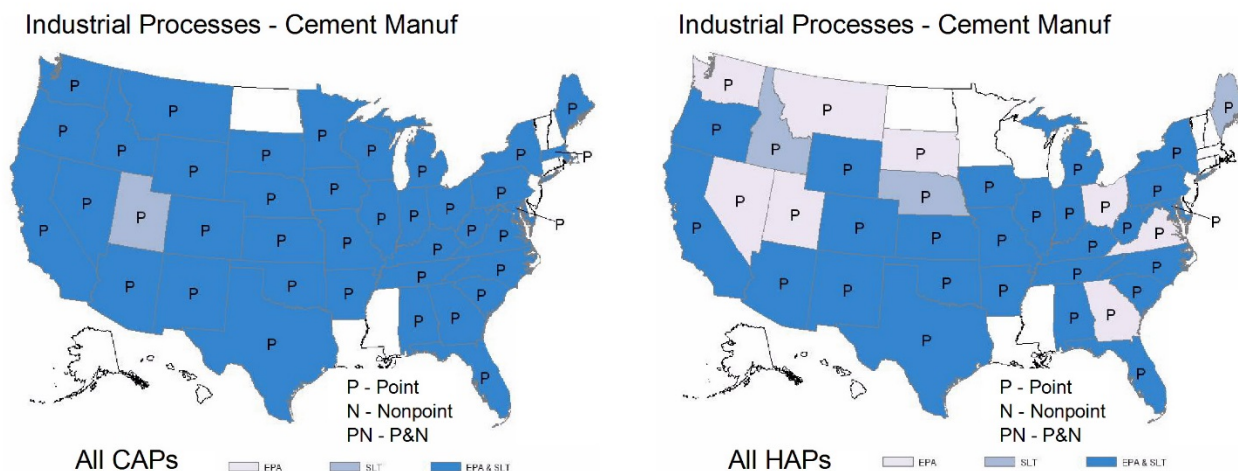 Industrial Processes - Cement Manuf
P P P
P P P P P P P P
P P P P P P P
P P P P P P P P P P
P P P P P P P
P P P
P
P - Point
N - Nonpoint
PN - P&N
All CAPs
EPA
SLT
EPA & SLT
Industrial Processes - Cement Manuf
P P P
P P P P P P
P P P P P P
P P P P P P P P P P
P P P P P P P
P P P
P
P - Point
N - Nonpoint
PN - P&N
All HAPs
EPA
SLT
EPA & SLT